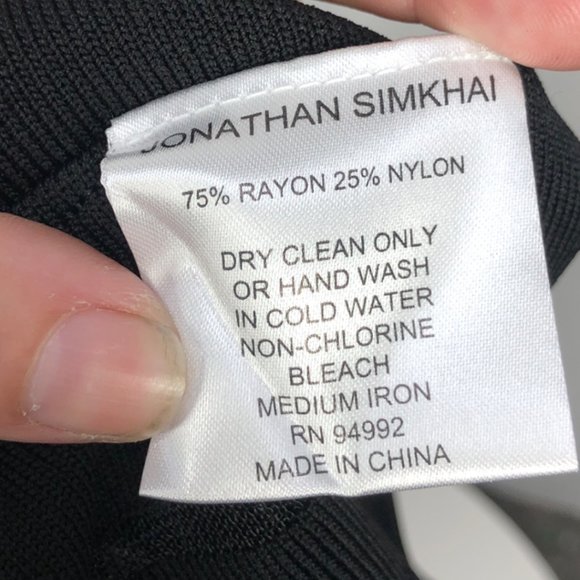 JONATHAN SIMKHAI
75% RAYON 25% NYLON
DRY CLEAN ONLY
OR HAND WASH
IN COLD WATER
NON-CHLORINE
BLEACH
MEDIUM IRON
RN 94992
MADE IN CHINA